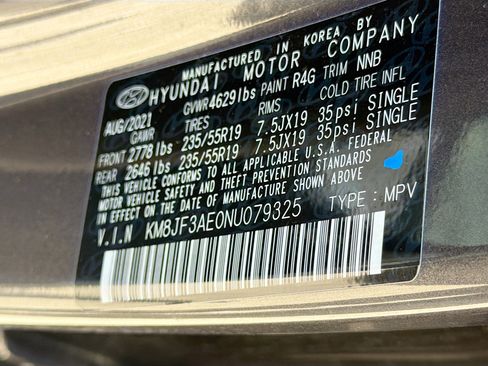 MANUFACTURED IN KOREA BY
HYUNDAI MOTOR COMPANY
AUG/2021 GVWR4629lbs PAINT R4G TRIM NNB
GAWR TIRES RIMS COLD TIRE INFL
FRONT 2778 lbs 235/55R19 7.5JX19 35psi SINGLE
REAR 2646 lbs 235/55R19 7.5JX19 35psi SINGLE
THIS VEHICLE CONFORMS TO ALL APPLICABLE U.S.A. FEDERAL
MOTOR VEHICLE SAFETY AND THEFT PREVENTION STANDARDS
IN EFFECT ON THE DATE OF MANUFACTURE SHOWN ABOVE
V.I.N KM8JF3AE0NU079325 TYPE : MPV